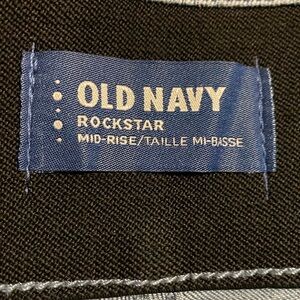 OLD NAVY
ROCKSTAR
MID-RISE/TAILLE MI-BASSE